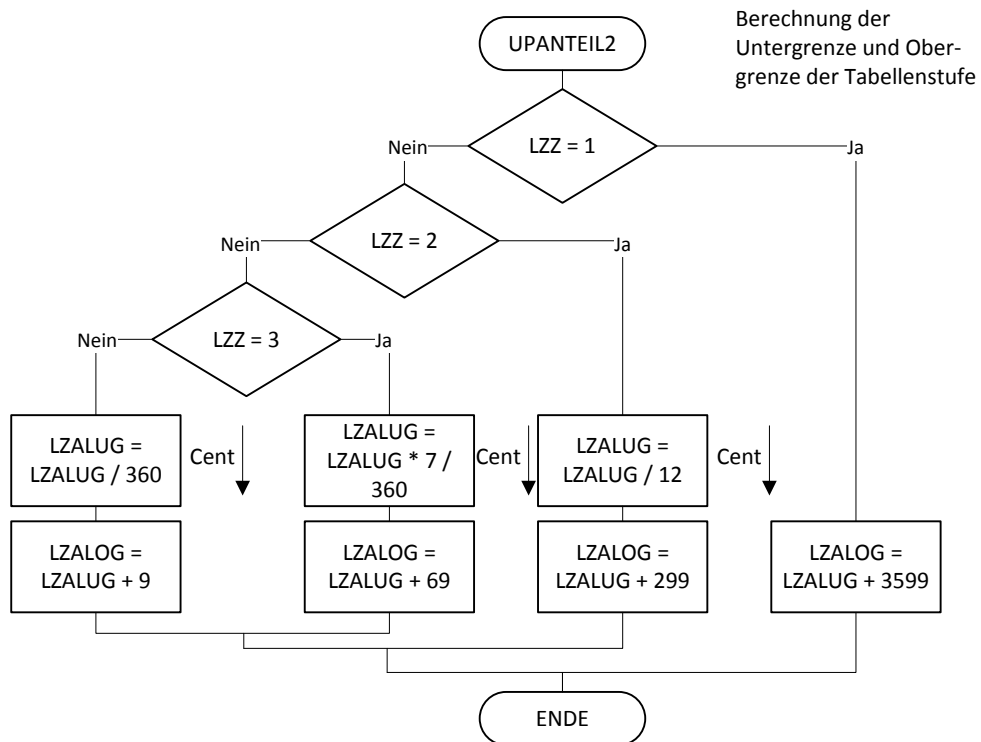 UPANTEIL2
Berechnung der
Untergrenze und Ober-
grenze der Tabellenstufe
LZZ = 1
Nein
Ja
LZZ = 2
Nein
Ja
LZZ = 3
Nein
Ja
LZALUG =
LZALUG / 360
Cent
LZALUG =
LZALUG * 7 /
360
Cent
LZALUG =
LZALUG / 12
Cent
LZALOG =
LZALUG + 9
LZALOG =
LZALUG + 69
LZALOG =
LZALUG + 299
LZALOG =
LZALUG + 3599
ENDE